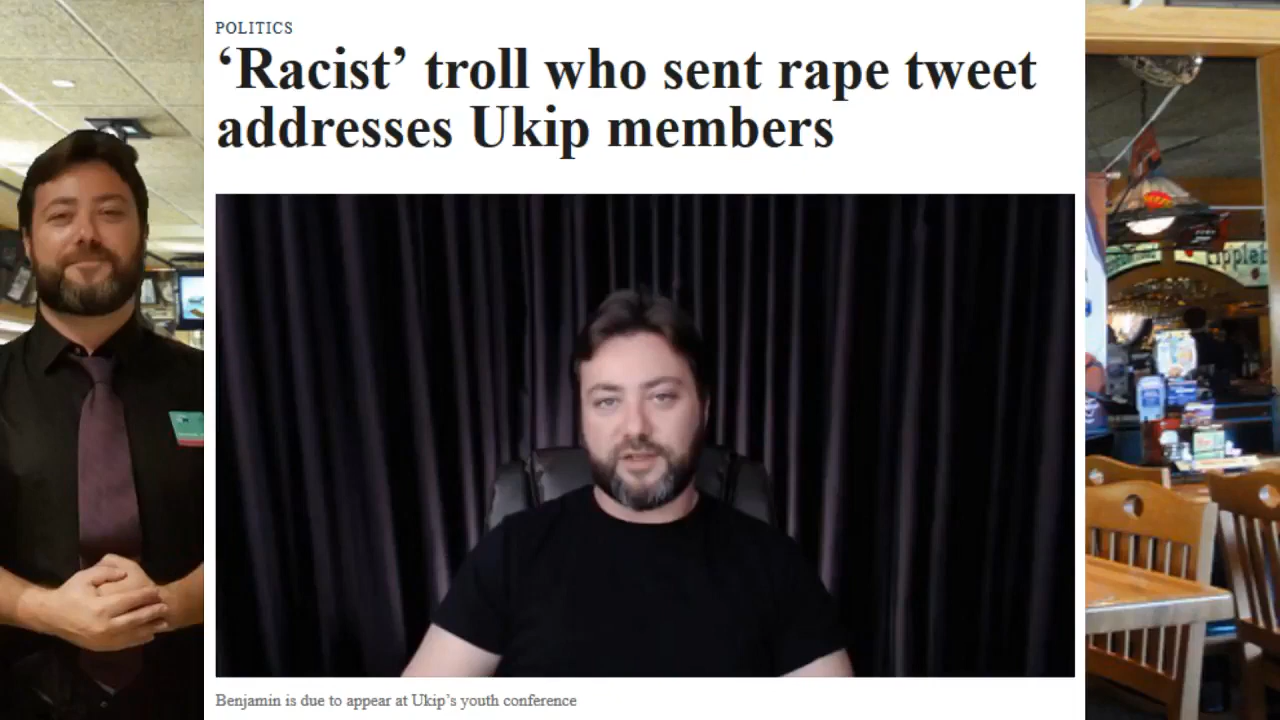 POLITICS
‘Racist’ troll who sent rape tweet
addresses Ukip members
Benjamin is due to appear at Ukip’s youth conference